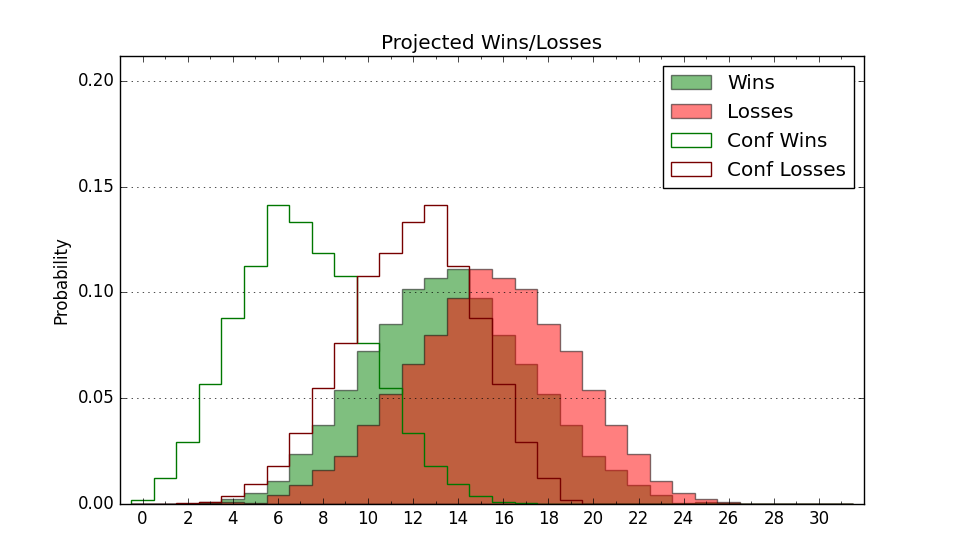 Projected Wins/Losses
Wins
Losses
Conf Wins
Conf Losses
Probability
0.20
0.15
0.10
0.05
0.00
0 2 4 6 8 10 12 14 16 18 20 22 24 26 28 30